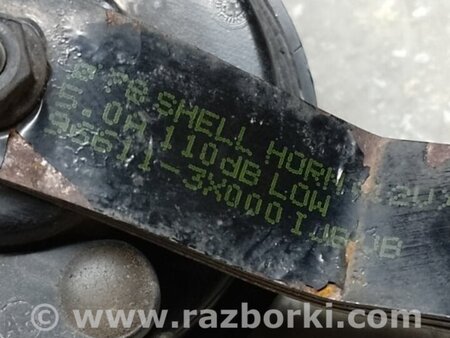 SHELL HORN
5.0A 110dB LOW
96611-3X000
www.razborki.com